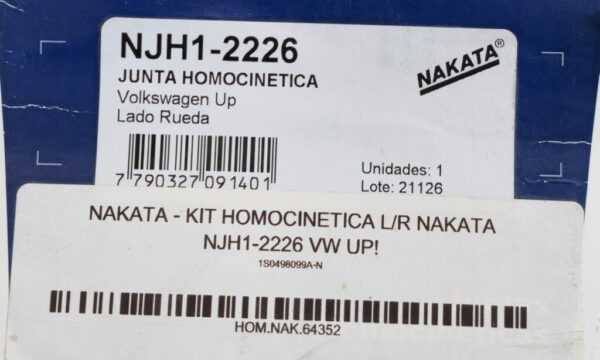 NJH1-2226
JUNTA HOMOCINETICA
Volkswagen Up
Lado Rueda
NAKATA®
7 790327 091401
Unidades: 1
Lote: 21126
NAKATA - KIT HOMOCINETICA L/R NAKATA
NJH1-2226 VW UP!
1S0498099A-N
HOM.NAK.64352